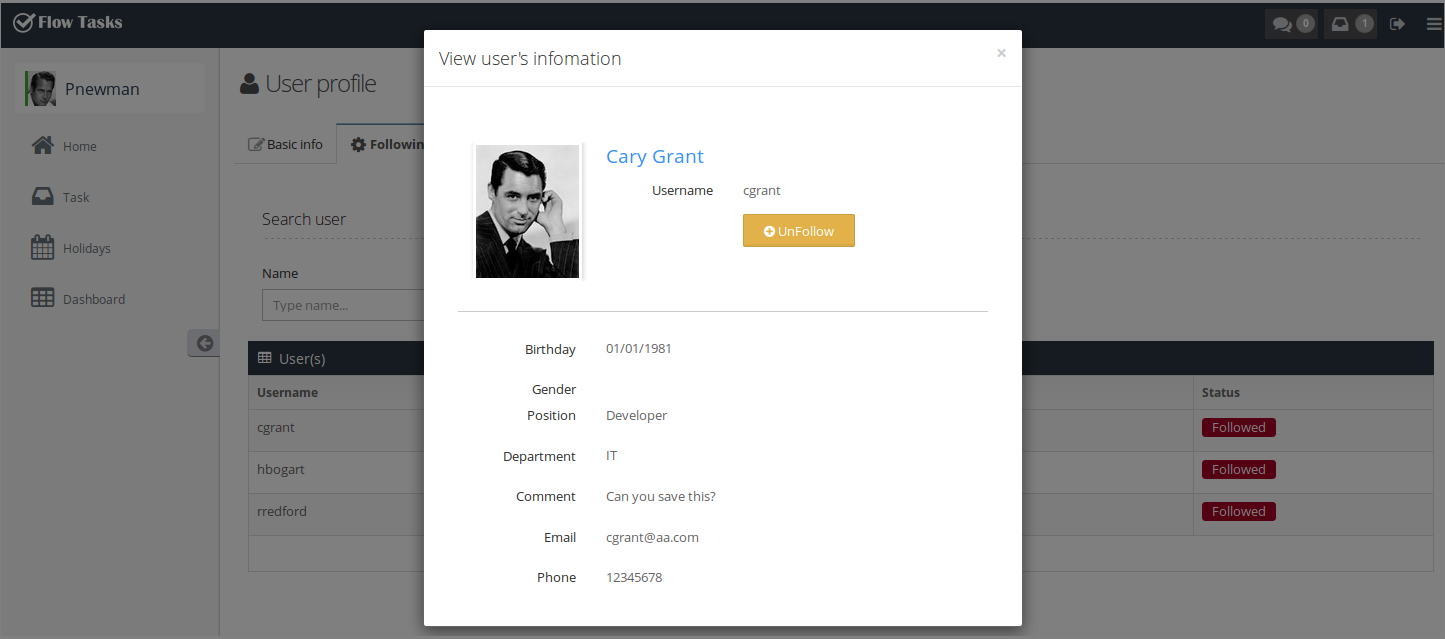 Flow Tasks
0
1
Pnewman
Home
Task
Holidays
Dashboard
User profile
Basic info
Followin
Search user
Name
Type name...
User(s)
Username
Status
cgrant
Followed
hbogart
Followed
rredford
Followed
View user's infomation
×
Cary Grant
Username cgrant
UnFollow
Birthday 01/01/1981
Gender
Position Developer
Department IT
Comment Can you save this?
Email cgrant@aa.com
Phone 12345678